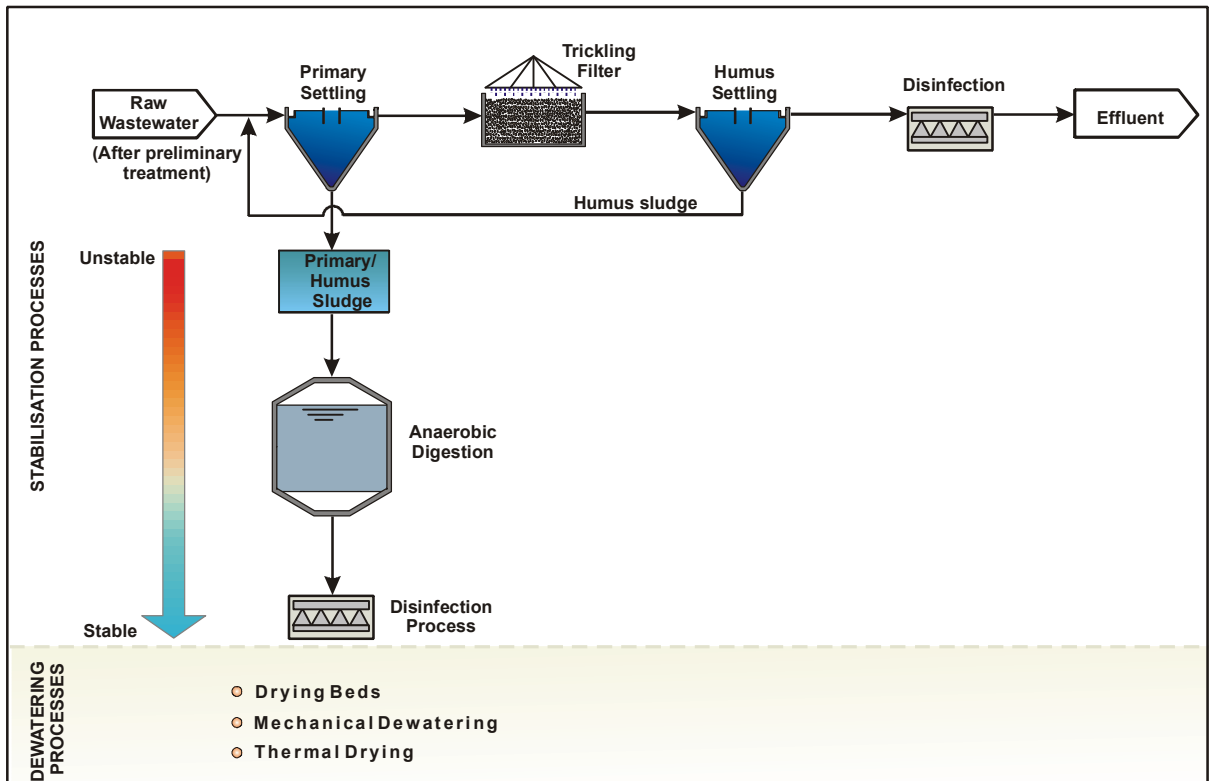 Raw
Wastewater
(After preliminary
treatment)
Primary
Settling
Trickling
Filter
Humus
Settling
Disinfection
Effluent
Humus sludge
STABILISATION PROCESSES
Unstable
Primary/
Humus
Sludge
Anaerobic
Digestion
Disinfection
Process
Stable
DEWATERING
PROCESSES
Drying Beds
Mechanical Dewatering
Thermal Drying